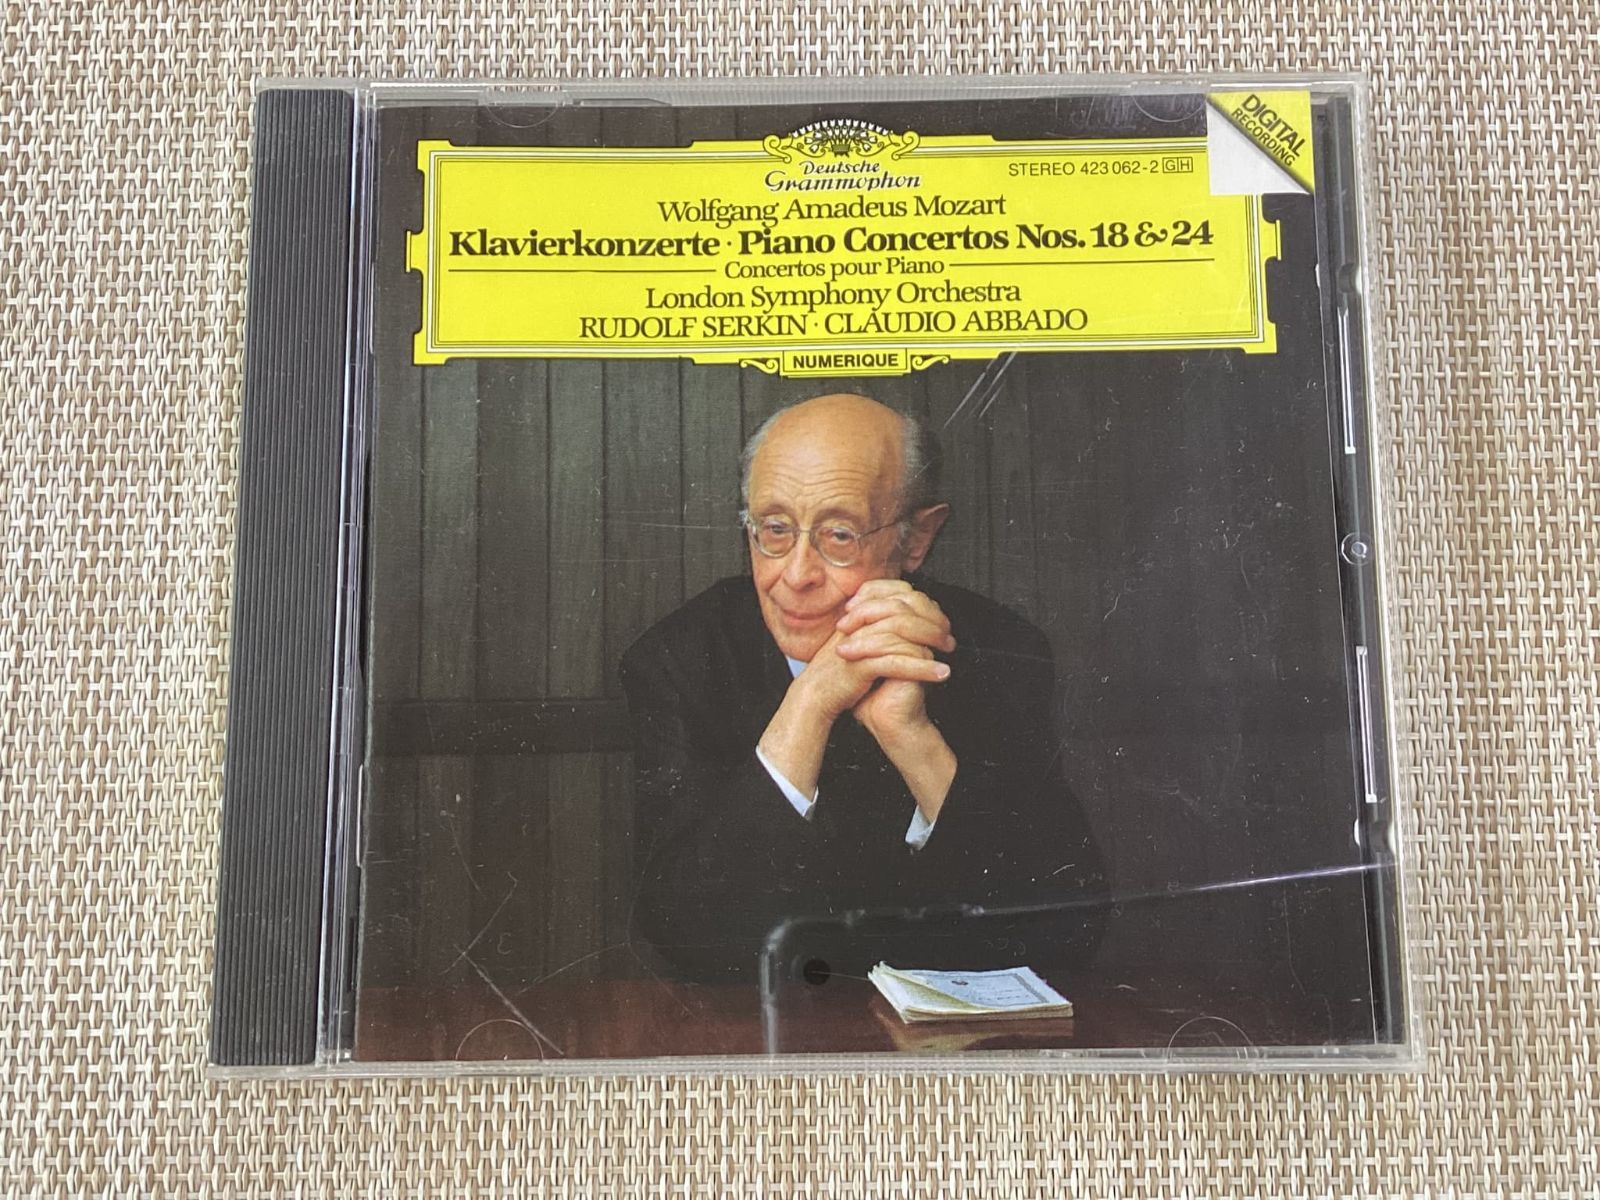 DIGITAL
RECORDING
Deutsche
Grammophon
STEREO 423 062-2 GH
Wolfgang Amadeus Mozart
Klavierkonzerte · Piano Concertos Nos. 18 & 24
Concertos pour Piano
London Symphony Orchestra
RUDOLF SERKIN · CLAUDIO ABBADO
NUMERIQUE